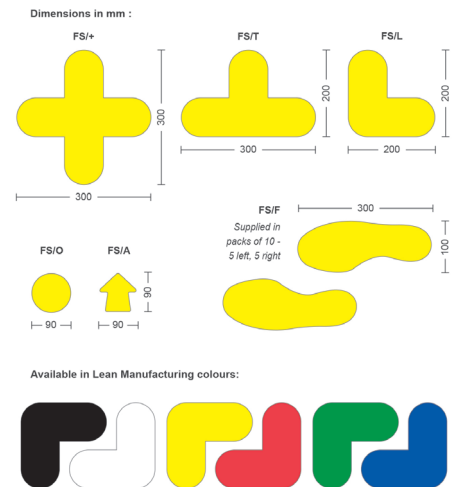 Dimensions in mm :
FS/+
FS/T
FS/L
300
200
200
300
200
300
FS/F
Supplied in
packs of 10 -
5 left, 5 right
300
100
FS/O
FS/A
90
90
90
Available in Lean Manufacturing colours: